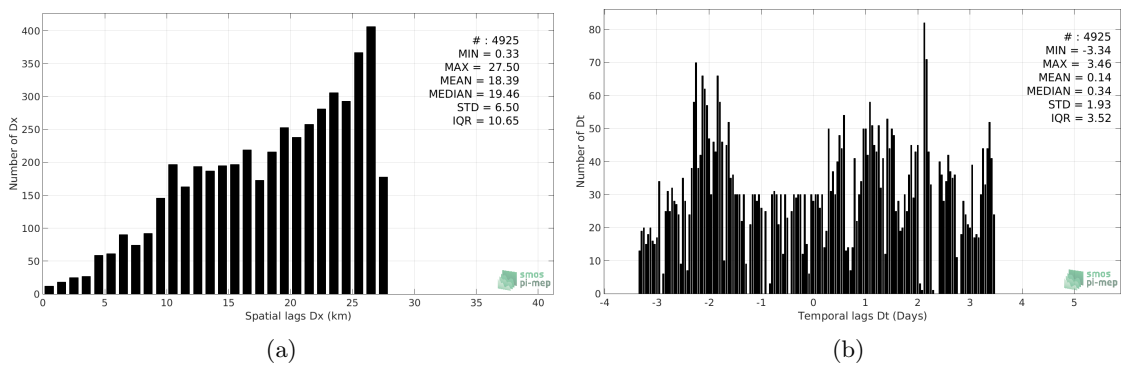 400
350
300
250
200
150
100
50
0
Number of Dx
# : 4925
MIN = 0.33
MAX = 27.50
MEAN = 18.39
MEDIAN = 19.46
STD = 6.50
IQR = 10.65
smos
pi-mep
0 5 10 15 20 25 30 35 40
Spatial lags Dx (km)
(a)
80
70
60
50
40
30
20
10
0
Number of Dt
# : 4925
MIN = -3.34
MAX = 3.46
MEAN = 0.14
MEDIAN = 0.34
STD = 1.93
IQR = 3.52
smos
pi-mep
-4 -3 -2 -1 0 1 2 3 4 5
Temporal lags Dt (Days)
(b)